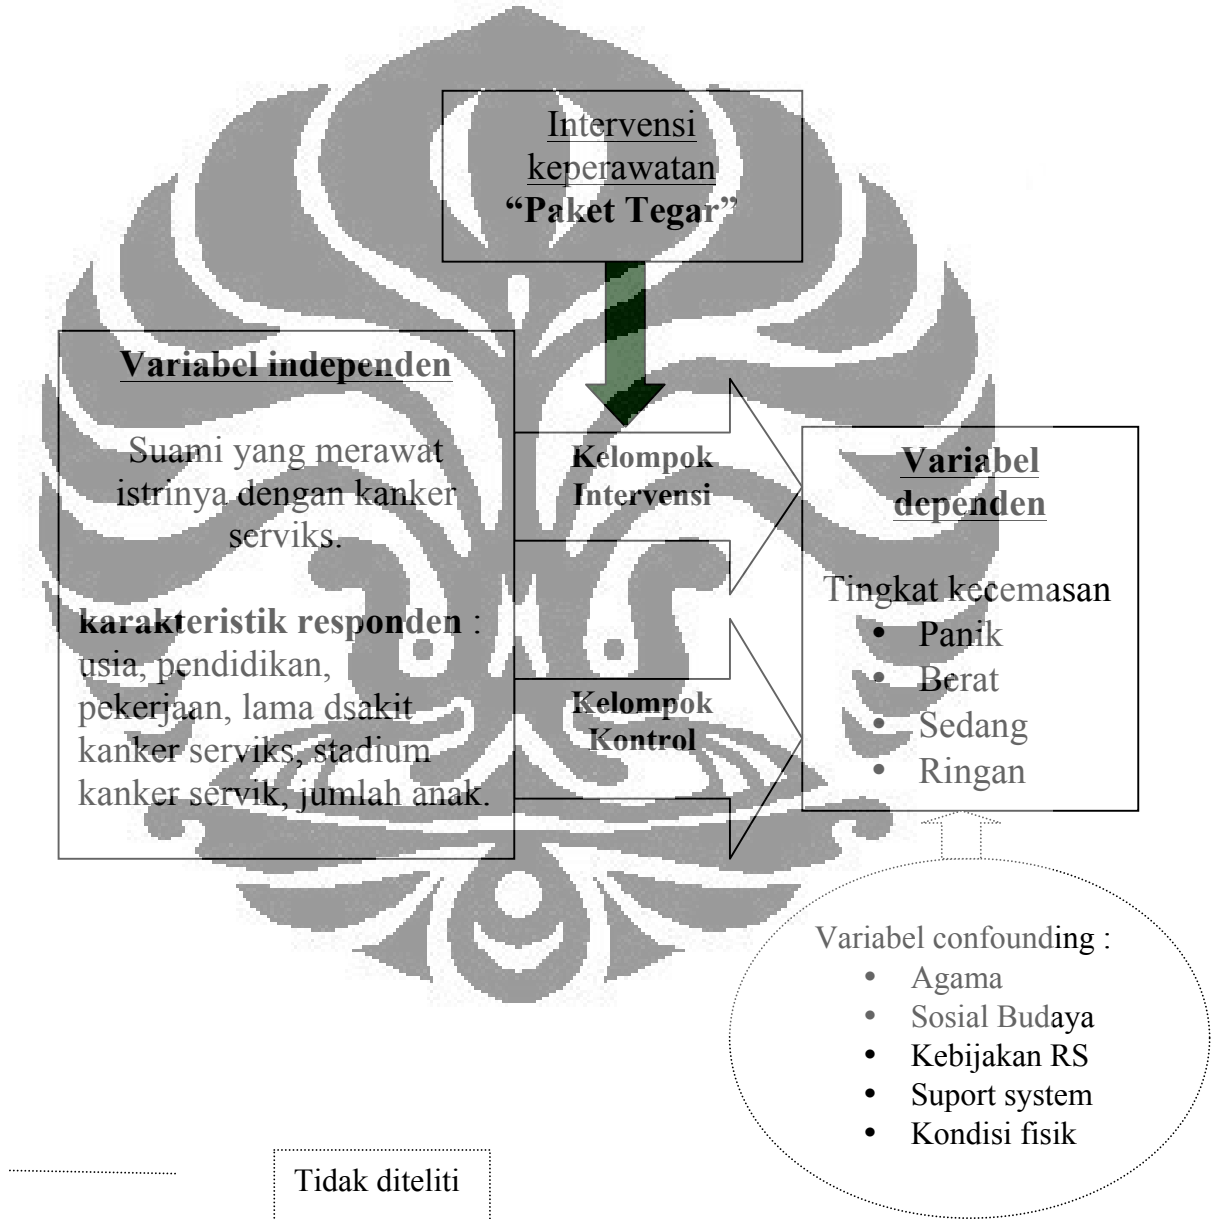 Intervensi
keperawatan
“Paket Tegar”
Variabel independen
Suami yang merawat
istrinya dengan kanker
serviks.
karakteristik responden :
usia, pendidikan,
pekerjaan, lama dsakit
kanker serviks, stadium
kanker servik, jumlah anak.
Kelompok
Intervensi
Kelompok
Kontrol
Variabel
dependen
Tingkat kecemasan
• Panik
• Berat
• Sedang
• Ringan
Variabel confounding :
• Agama
• Sosial Budaya
• Kebijakan RS
• Suport system
• Kondisi fisik
Tidak diteliti